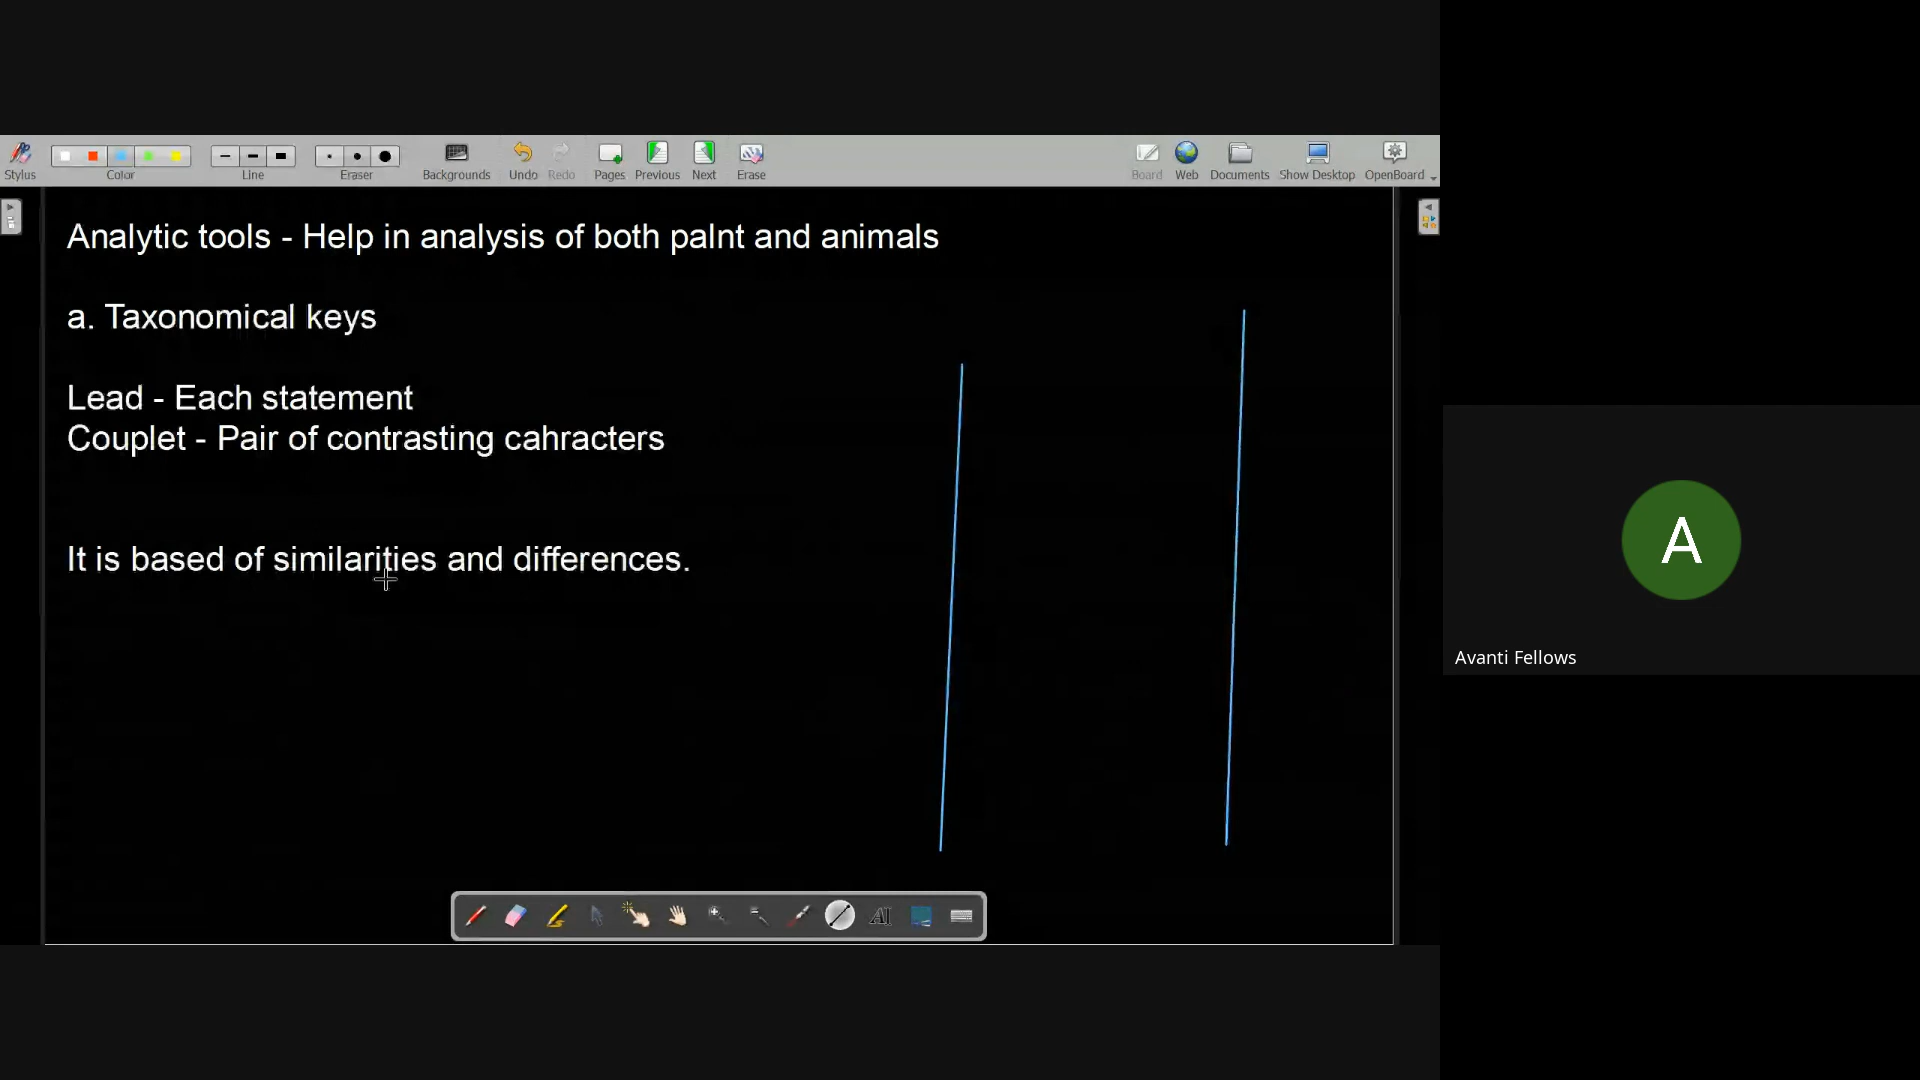 Stylus
Color
Line
Eraser
Backgrounds
Undo
Redo
Pages
Previous
Next
Erase
Board
Web
Documents
Show Desktop
OpenBoard
Analytic tools - Help in analysis of both palnt and animals
a. Taxonomical keys
Lead - Each statement
Couplet - Pair of contrasting cahracters
It is based of similarities and differences.
AI
A
Avanti Fellows